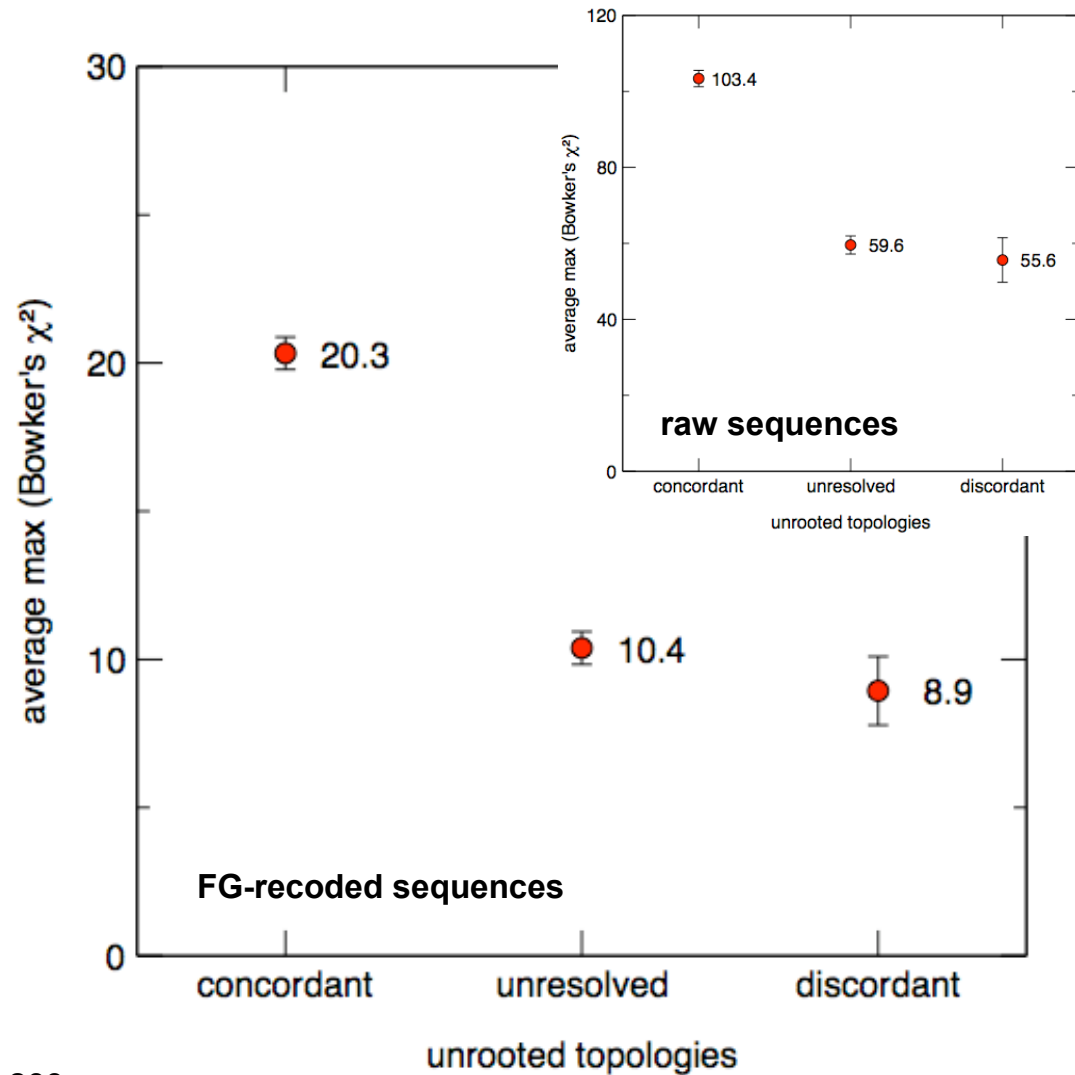 30
20
10
0
average max (Bowker's χ²)
20.3
10.4
8.9
FG-recoded sequences
concordant unresolved discordant
unrooted topologies
120
80
40
0
average max (Bowker's χ²)
103.4
59.6
55.6
raw sequences
concordant unresolved discordant
unrooted topologies